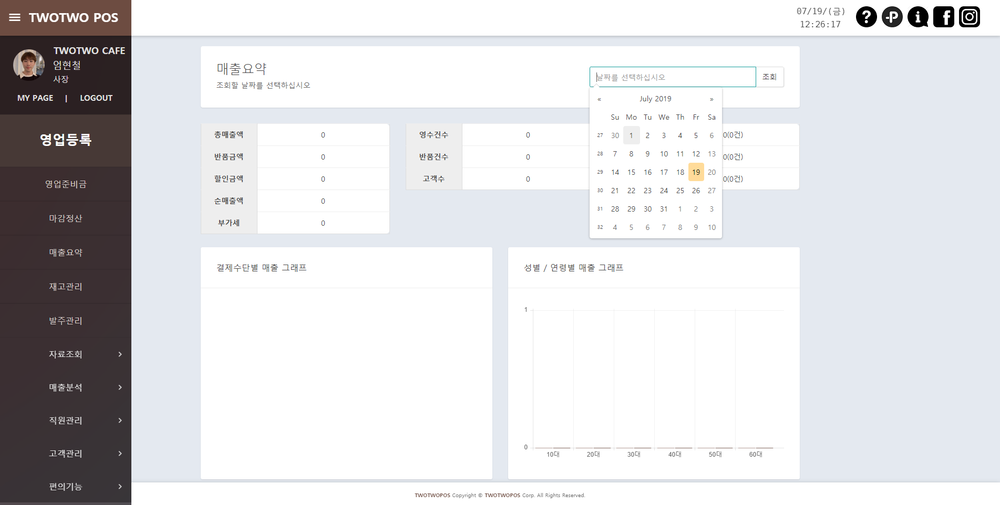 TWOTWO POS
07/19/(금)
12:26:17
TWOTWO CAFE
엄현철
사장
MY PAGE | LOGOUT
영업등록
영업준비금
마감정산
매출요약
재고관리
발주관리
자료조회
매출분석
직원관리
고객관리
편의기능
매출요약
조회할 날짜를 선택하십시오
날짜를 선택하십시오 조회
« July 2019 »
Su Mo Tu We Th Fr Sa
27 30 1 2 3 4 5 6
28 7 8 9 10 11 12 13
29 14 15 16 17 18 19 20
30 21 22 23 24 25 26 27
31 28 29 30 31 1 2 3
32 4 5 6 7 8 9 10
총매출액 0
반품금액 0
할인금액 0
순매출액 0
부가세 0
영수건수 0
반품건수 0
고객수 0
0(0건)
0(0건)
0(0건)
결제수단별 매출 그래프
성별 / 연령별 매출 그래프
1
0
10대 20대 30대 40대 50대 60대
TWOTWOPOS Copyright © TWOTWOPOS Corp. All Rights Reserved.